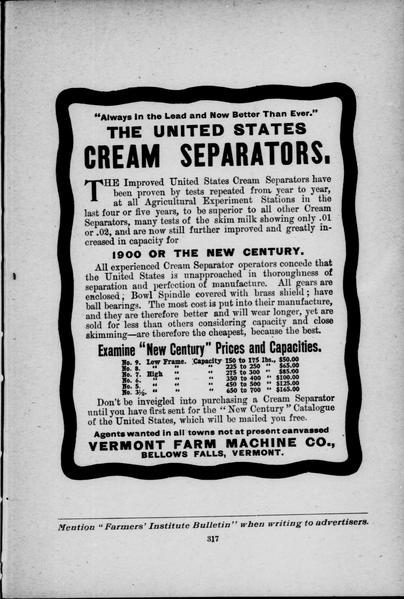 "Always in the Lead and Now Better Than Ever."
THE UNITED STATES
CREAM SEPARATORS.
THE Improved United States Cream Separators have
been proven by tests repeated from year to year,
at all Agricultural Experiment Stations in the
last four or five years, to be superior to all other Cream
Separators, many tests of the skim milk showing only .01
or .02, and are now still further improved and greatly in-
creased in capacity for
1900 OR THE NEW CENTURY.
All experienced Cream Separator operators concede that
the United States is unapproached in thoroughness of
separation and perfection of manufacture. All gears are
enclosed; Bowl Spindle covered with brass shield; have
ball bearings. The most cost is put into their manufacture,
and they are therefore better and will wear longer, yet are
sold for less than others considering capacity and close
skimming—are therefore the cheapest, because the best.
Examine "New Century" Prices and Capacities.
No. 9. Low Frame. Capacity 150 to 175 lbs., $50.00
No. 8. " " " 225 to 250 " $65.00
No. 7. High " " 275 to 300 " $85.00
No. 6. " " " 350 to 400 " $100.00
No. 5. " " " 450 to 500 " $125.00
No. 3½. " " " 650 to 700 " $165.00
Don't be inveigled into purchasing a Cream Separator
until you have first sent for the "New Century" Catalogue
of the United States, which will be mailed you free.
Agents wanted in all towns not at present canvassed
VERMONT FARM MACHINE CO.,
BELLOWS FALLS, VERMONT.
Mention "Farmers' Institute Bulletin" when writing to advertisers.
317